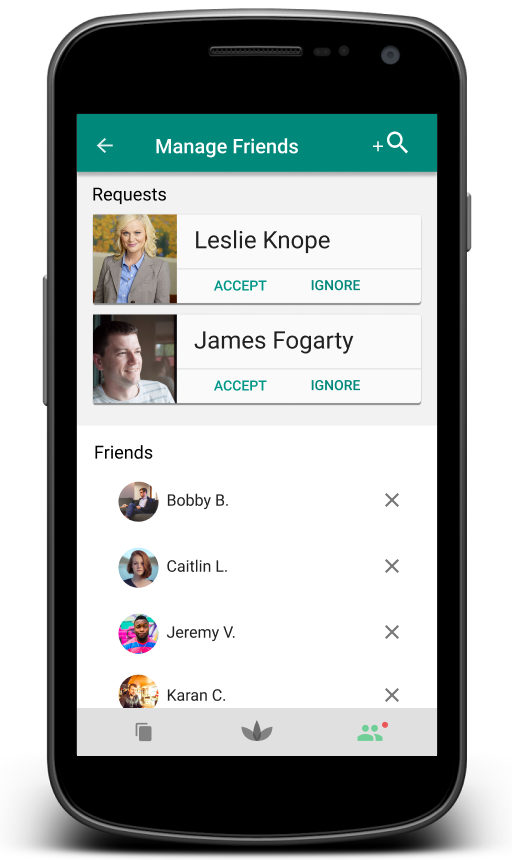 Manage Friends +
Requests
Leslie Knope
ACCEPT IGNORE
James Fogarty
ACCEPT IGNORE
Friends
Bobby B.
Caitlin L.
Jeremy V.
Karan C.